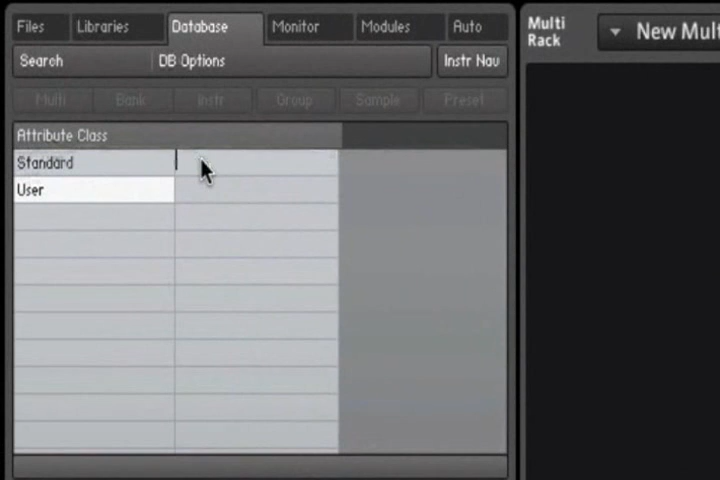 Files Libraries Database Monitor Modules Auto
Search DB Options Instr Nav
Multi Bank Instr Group Sample Preset
Attribute Class
Standard
User
Multi
Rack
New Mult